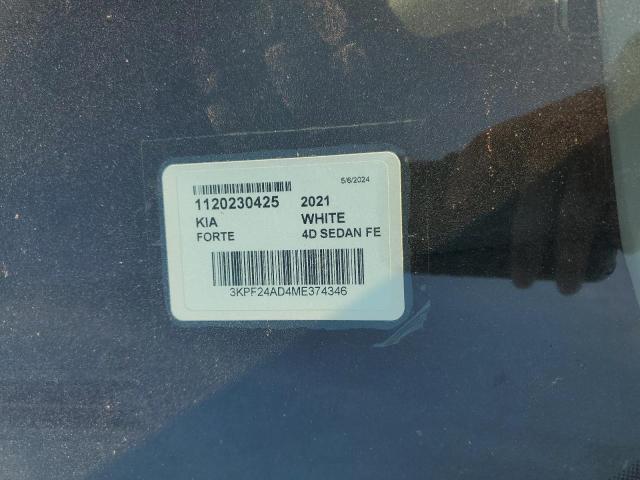 5/6/2024
1120230425 2021
KIA WHITE
FORTE 4D SEDAN FE
3KPF24AD4ME374346